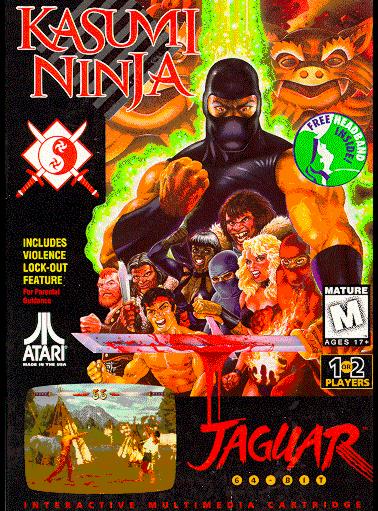 KASUMI
NINJA
FREE HEADBAND
INSIDE!
INCLUDES
VIOLENCE
LOCK-OUT
FEATURE
For Parental
Guidance
ATARI
MADE IN THE USA
MATURE
M
AGES 17+
1 OR 2
PLAYERS
66
JAGUAR
64-BIT
INTERACTIVE MULTIMEDIA CARTRIDGE